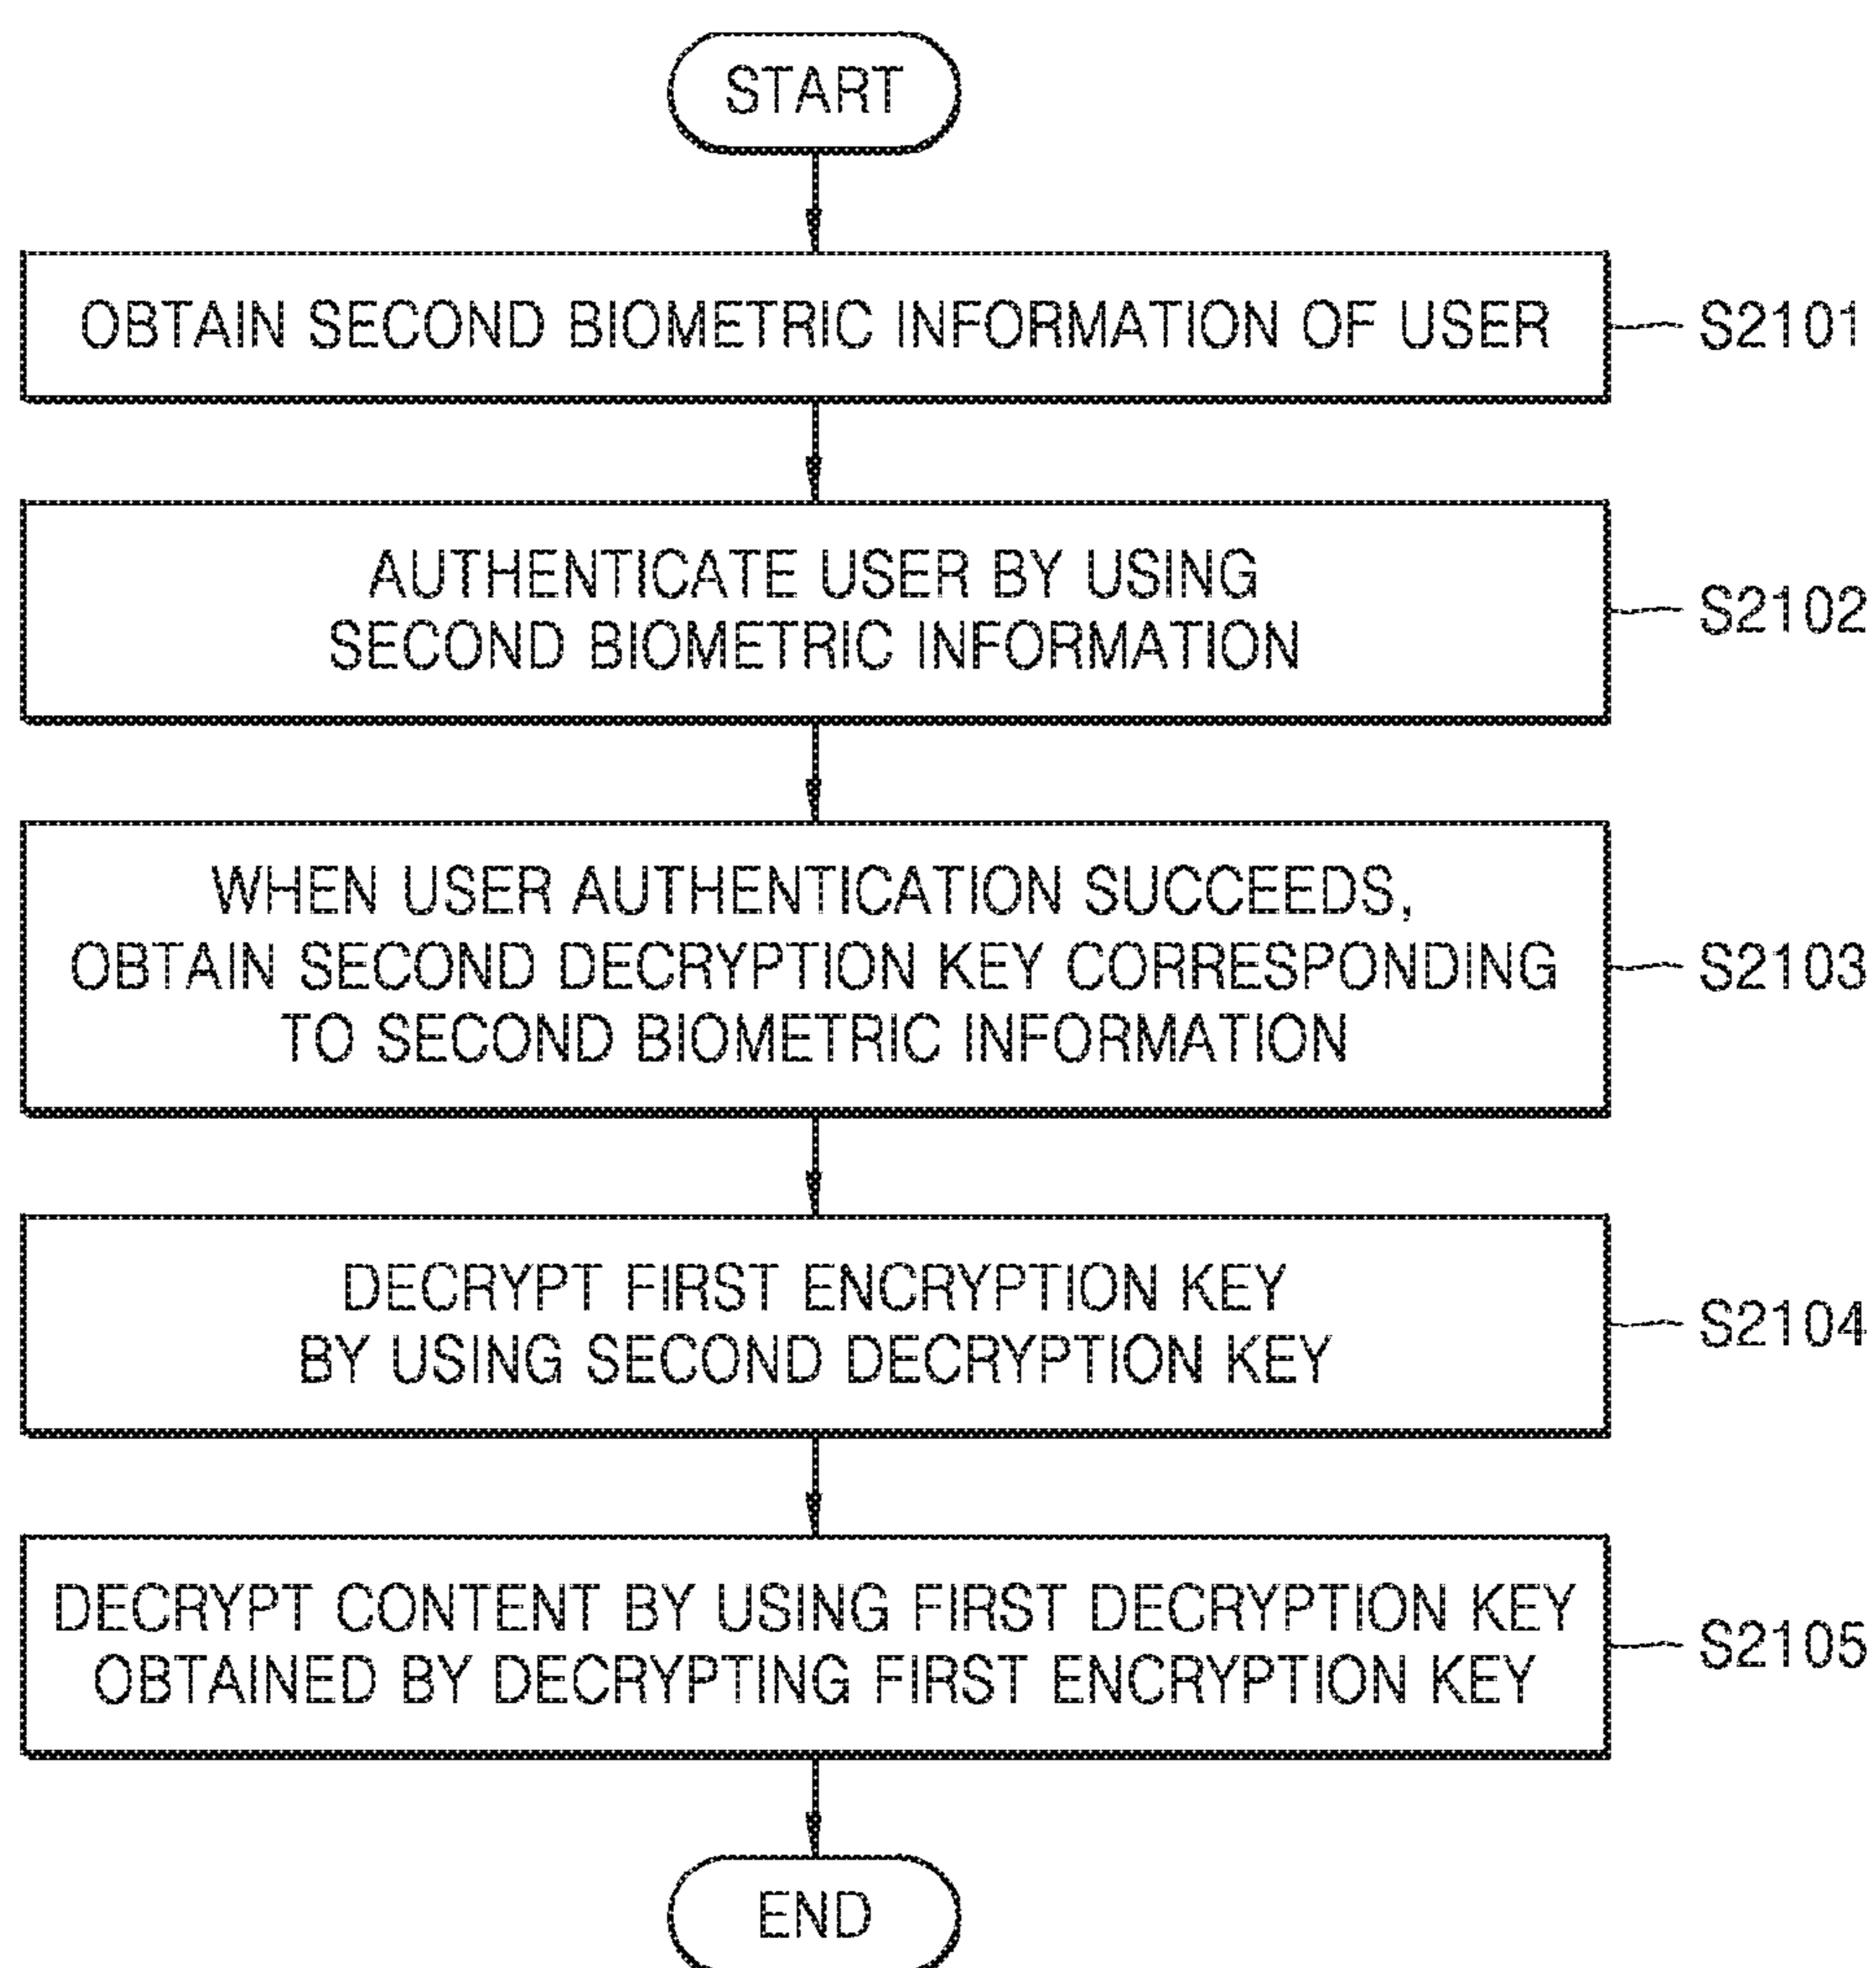 START
OBTAIN SECOND BIOMETRIC INFORMATION OF USER
S2101
AUTHENTICATE USER BY USING
SECOND BIOMETRIC INFORMATION
S2102
WHEN USER AUTHENTICATION SUCCEEDS,
OBTAIN SECOND DECRYPTION KEY CORRESPONDING
TO SECOND BIOMETRIC INFORMATION
S2103
DECRYPT FIRST ENCRYPTION KEY
BY USING SECOND DECRYPTION KEY
S2104
DECRYPT CONTENT BY USING FIRST DECRYPTION KEY
OBTAINED BY DECRYPTING FIRST ENCRYPTION KEY
S2105
END